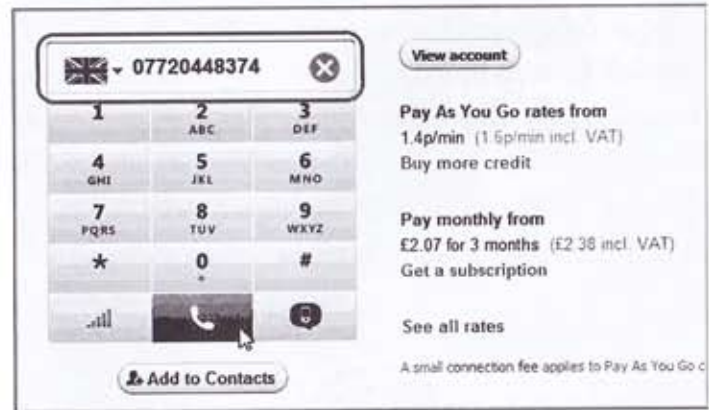 07720448374
1 2 3
ABC DEF
4 5 6
GHI JKL MNO
7 8 9
PQRS TUV WXYZ
* 0 #
+
Add to Contacts
View account
Pay As You Go rates from
1.4p/min (1.6p/min incl. VAT)
Buy more credit
Pay monthly from
£2.07 for 3 months (£2.38 incl. VAT)
Get a subscription
See all rates
A small connection fee applies to Pay As You Go c